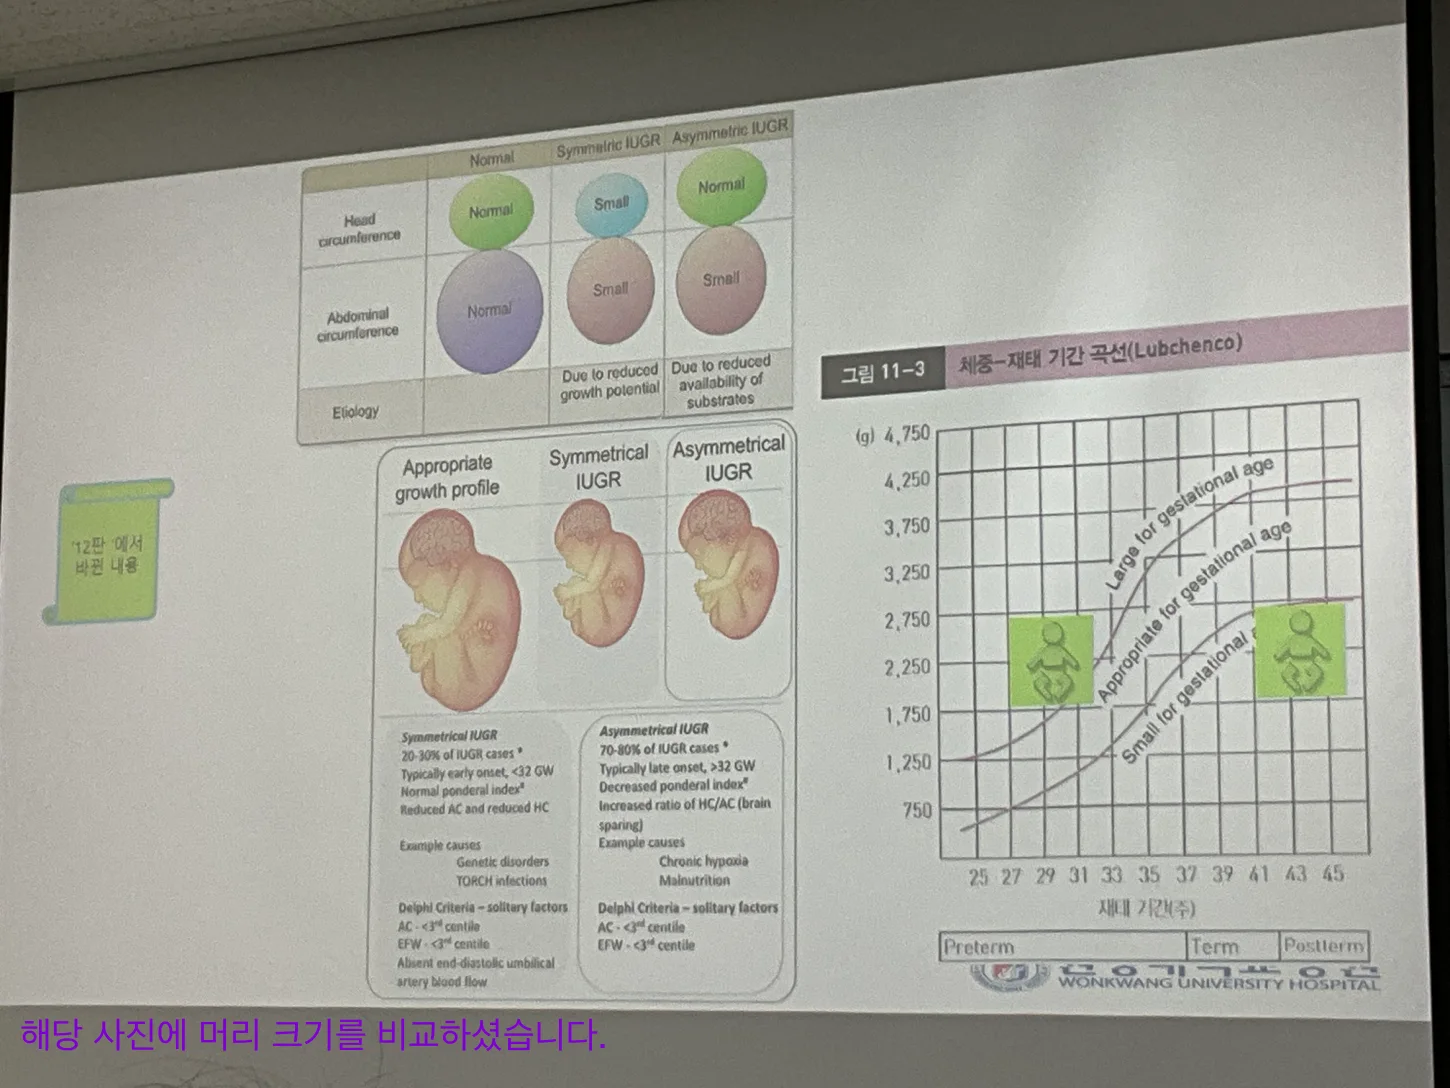 Normal
Symmetric IUGR
Asymmetric IUGR
Head
circumference
Normal
Small
Normal
Abdominal
circumference
Normal
Small
Small
Etiology
Due to reduced
growth potential
Due to reduced
availability of
substrates
'12판 '에서
바뀐 내용
Appropriate
growth profile
Symmetrical
IUGR
Asymmetrical
IUGR
Symmetrical IUGR
20-30% of IUGR cases *
Typically early onset, <32 GW
Normal ponderal index#
Reduced AC and reduced HC
Example causes
Genetic disorders
TORCH infections
Delphi Criteria – solitary factors
AC - <3rd centile
EFW - <3rd centile
Absent end-diastolic umbilical
artery blood flow
Asymmetrical IUGR
70-80% of IUGR cases *
Typically late onset, >32 GW
Decreased ponderal index#
Increased ratio of HC/AC (brain
sparing)
Example causes
Chronic hypoxia
Malnutrition
Delphi Criteria – solitary factors
AC - <3rd centile
EFW - <3rd centile
그림 11-3
체중-재태 기간 곡선(Lubchenco)
(g) 4,750
4,250
3,750
3,250
2,750
2,250
1,750
1,250
750
Large for gestational age
Appropriate for gestational age
Small for gestational
25 27 29 31 33 35 37 39 41 43 45
재태 기간(주)
Preterm
Term
Postterm
WONKWANG UNIVERSITY HOSPITAL
해당 사진에 머리 크기를 비교하셨습니다.